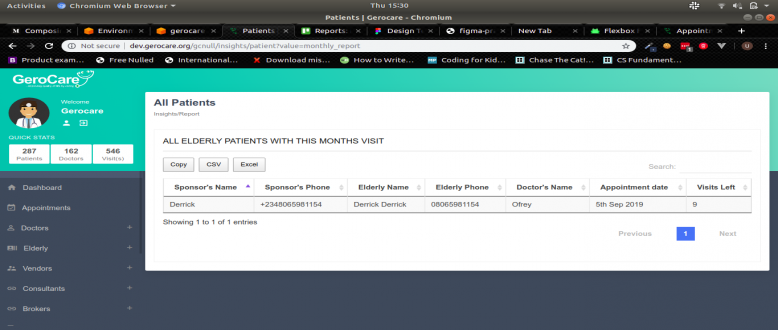 Activities Chromium Web Browser Thu 15:30
Patients | Gerocare - Chromium
Composi Environ gerocare Patients Reports: Design T figma-pr New Tab Flexbox Appointm
Not secure | dev.gerocare.org/gcnull/insights/patient?value=monthly_report
Product exam... Free Nulled International... Download mis... How to Write... Coding for Kid... Chase The Cat!... CS Fundament...
GeroCare
Welcome
Gerocare
QUICK STATS
287 162 546
Patients Doctors Visit(s)
Dashboard
Appointments
Doctors +
Elderly +
Vendors +
Consultants +
Brokers +
All Patients
Insights/Report
ALL ELDERLY PATIENTS WITH THIS MONTHS VISIT
Copy CSV Excel
Search:
Sponsor's Name Sponsor's Phone Elderly Name Elderly Phone Doctor's Name Appointment date Visits Left
Derrick +2348065981154 Derrick Derrick 08065981154 Ofrey 5th Sep 2019 9
Showing 1 to 1 of 1 entries
Previous 1 Next